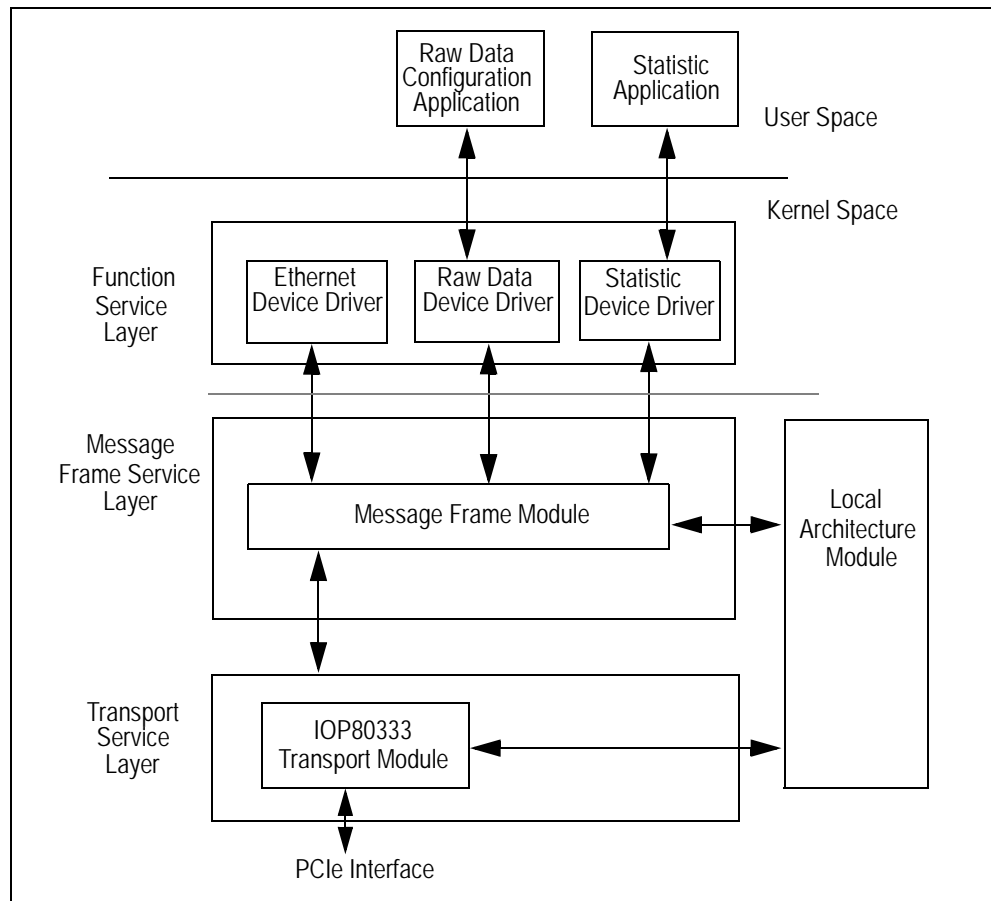 Raw Data
Configuration
Application
Statistic
Application
User Space
Kernel Space
Function
Service
Layer
Ethernet
Device Driver
Raw Data
Device Driver
Statistic
Device Driver
Message
Frame Service
Layer
Message Frame Module
Local
Architecture
Module
Transport
Service
Layer
IOP80333
Transport Module
PCIe Interface